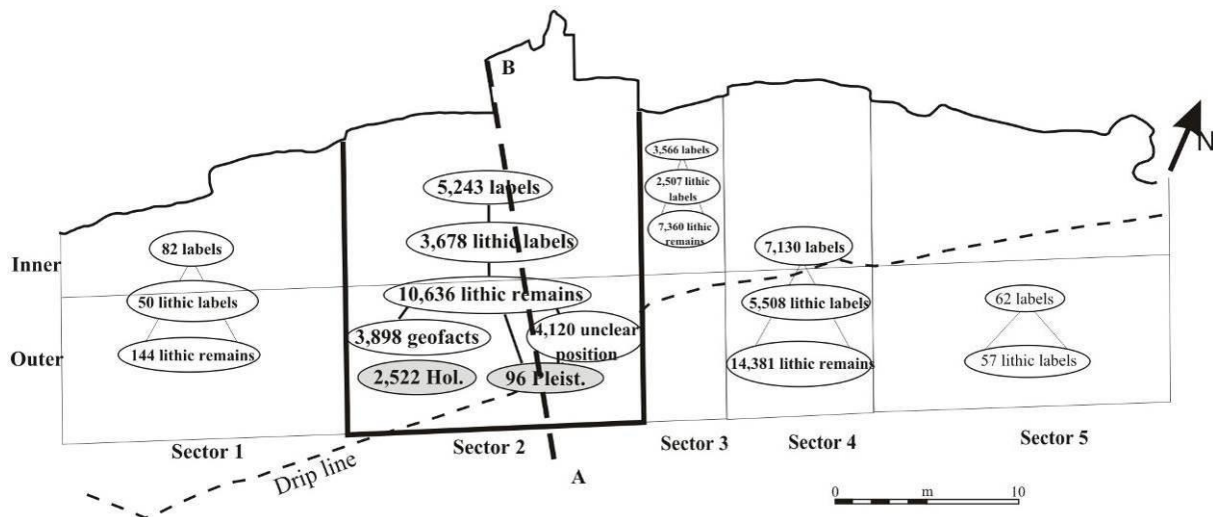 B
N
3,566 labels
2,507 lithic
labels
7,360 lithic
remains
5,243 labels
3,678 lithic labels
82 labels
7,130 labels
Inner
50 lithic labels
10,636 lithic remains
5,508 lithic labels
62 labels
Outer
144 lithic remains
3,898 geofacts
4,120 unclear
position
14,381 lithic remains
57 lithic labels
2,522 Hol.
96 Pleist.
Sector 1
Sector 2
Sector 3
Sector 4
Sector 5
Drip line
A
0 m 10